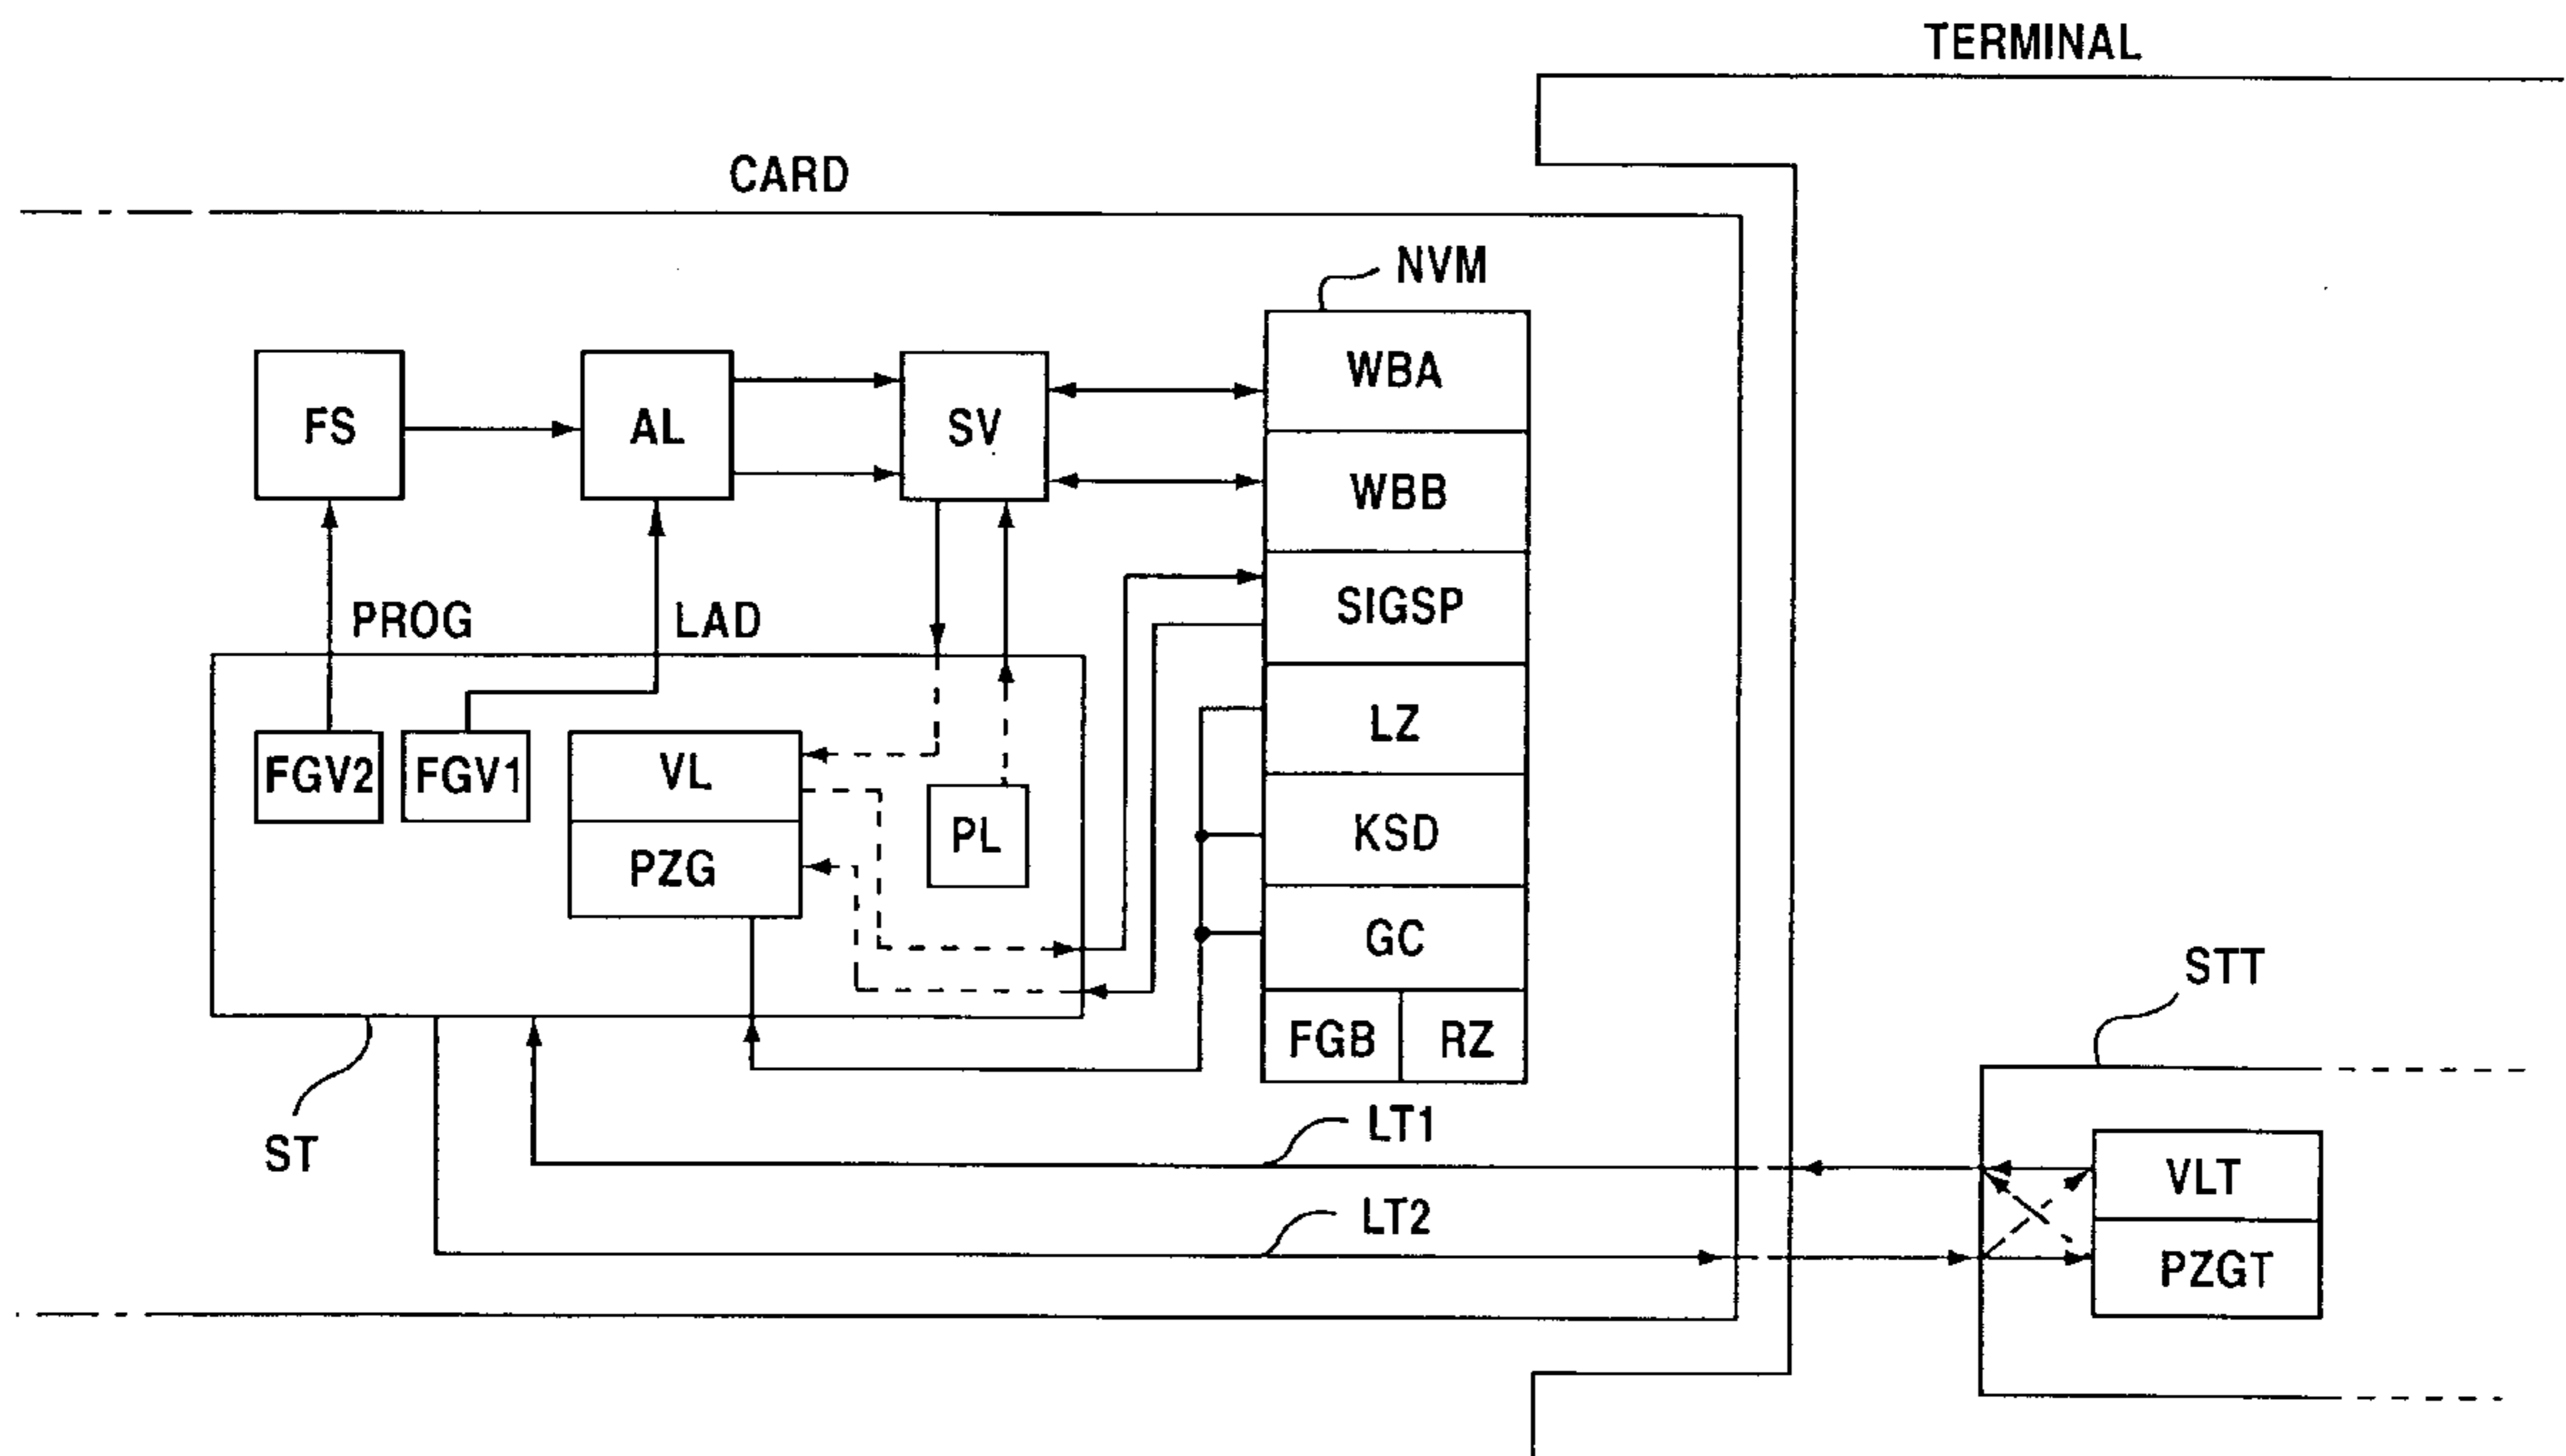 TERMINAL
CARD
NVM
FS
AL
SV
WBA
WBB
SIGSP
LZ
KSD
GC
FGB
RZ
PROG
LAD
FGV2
FGV1
VL
PZG
PL
ST
LT1
LT2
STT
VLT
PZGT